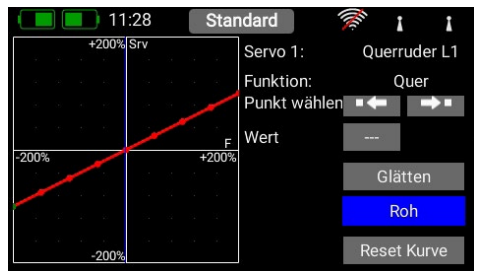 11:28 Standard
+200% Srv
Servo 1: Querruder L1
Funktion: Quer
Punkt wählen
F
Wert ---
-200% +200%
Glätten
Roh
-200% Reset Kurve